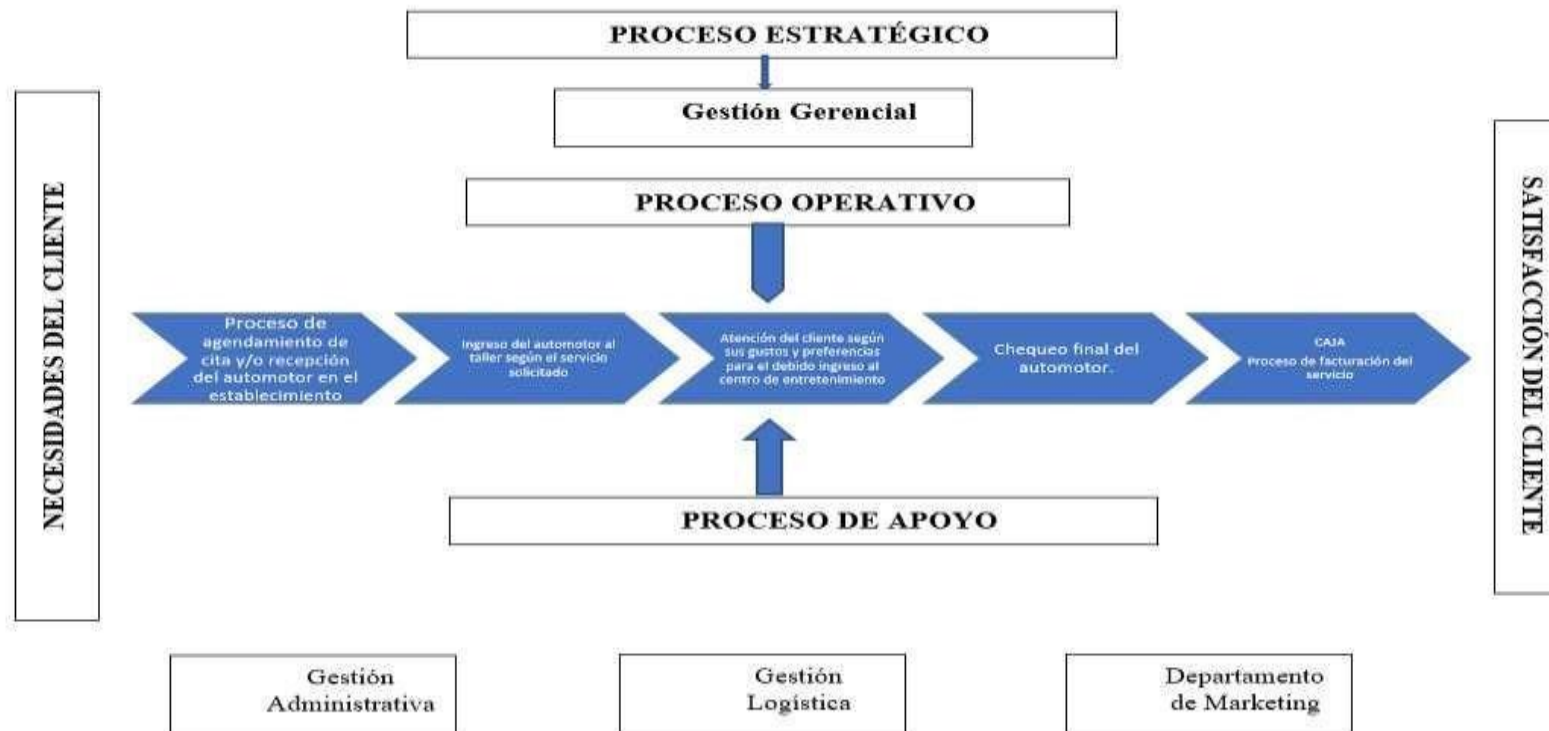 PROCESO ESTRATÉGICO
Gestión Gerencial
NECESIDADES DEL CLIENTE
PROCESO OPERATIVO
Proceso de
agendamiento de
cita y/o recepción
del automotor en el
establecimiento
Ingreso del automotor al
taller según el servicio
solicitado
Atención del cliente según
sus gustos y preferencias
para el debido ingreso al
centro de entretenimiento
Chequeo final del
automotor.
CAJA
Proceso de facturación del
servicio
SATISFACCIÓN DEL CLIENTE
PROCESO DE APOYO
Gestión
Administrativa
Gestión
Logística
Departamento
de Marketing